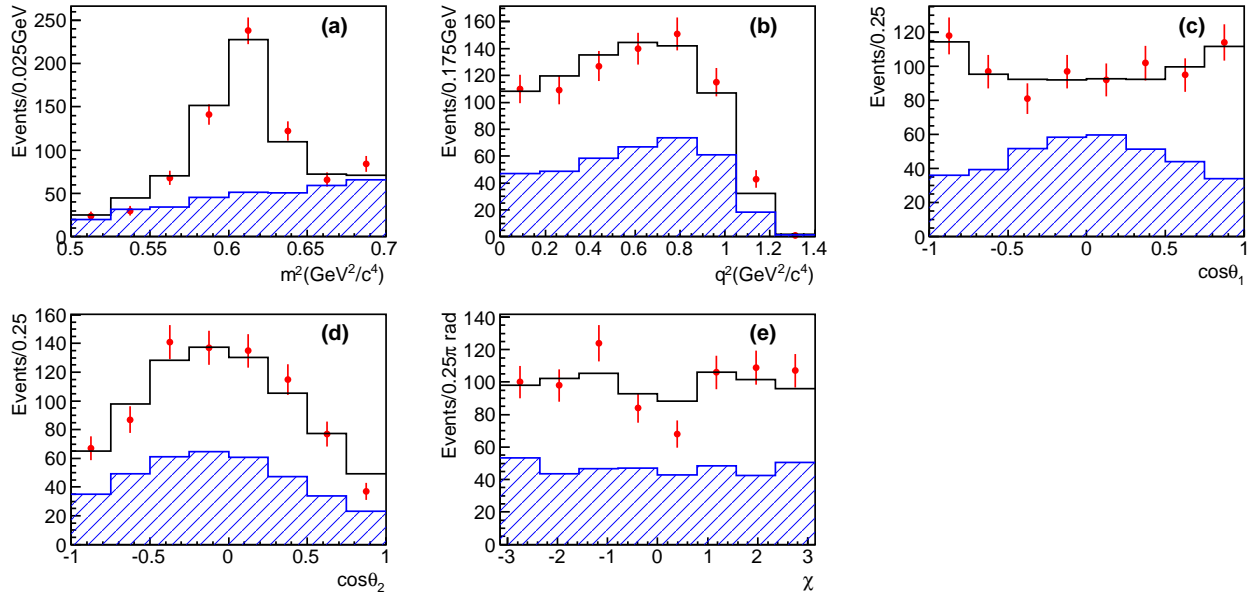 Events/0.025GeV
250
200
150
100
50
0
(a)
0.5 0.55 0.6 0.65 0.7
m²(GeV²/c⁴)
Events/0.175GeV
160
140
120
100
80
60
40
20
0
(b)
0 0.2 0.4 0.6 0.8 1 1.2 1.4
q²(GeV²/c⁴)
Events/0.25
120
100
80
60
40
20
0
(c)
-1 -0.5 0 0.5 1
cosθ₁
Events/0.25
160
140
120
100
80
60
40
20
0
(d)
-1 -0.5 0 0.5 1
cosθ₂
Events/0.25π rad
140
120
100
80
60
40
20
0
(e)
-3 -2 -1 0 1 2 3
χ